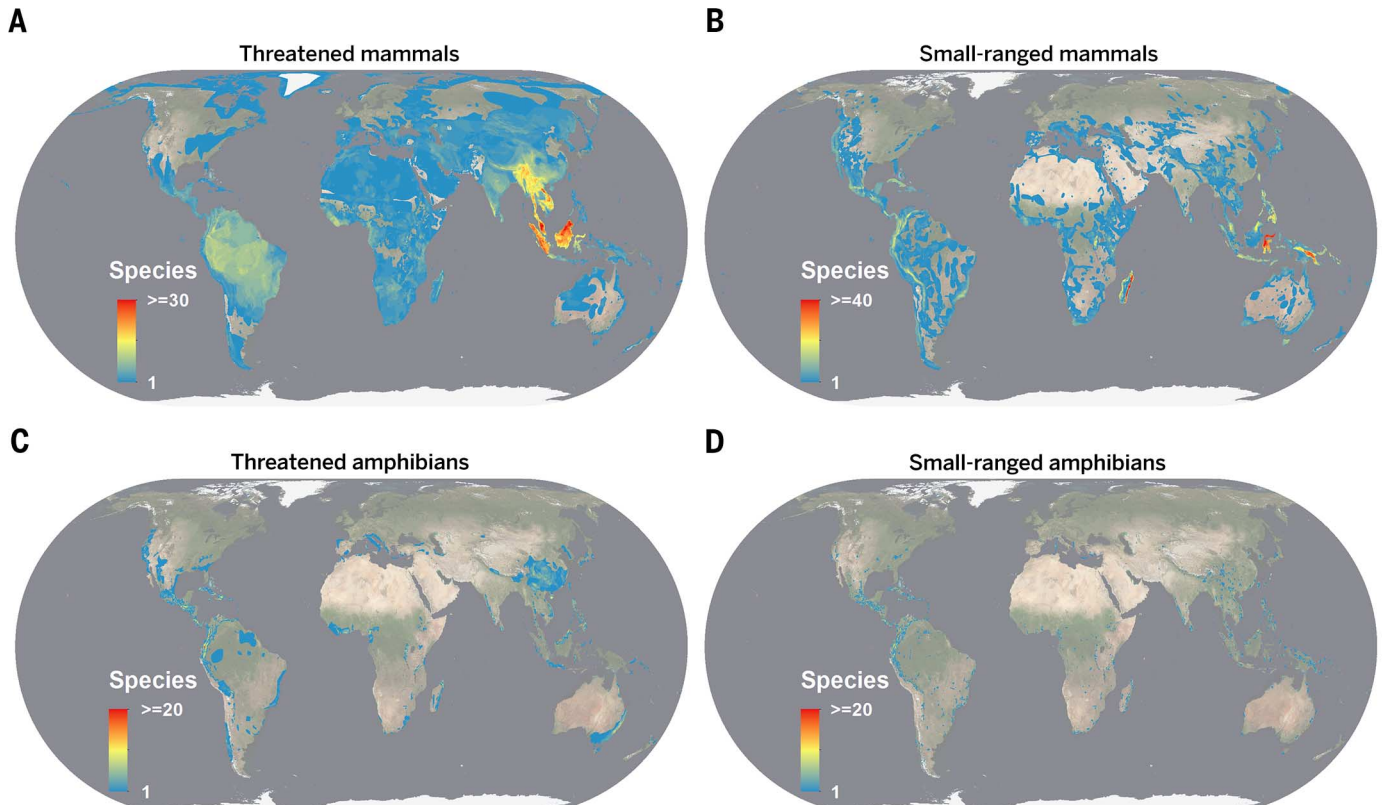 A
Threatened mammals
Species
>=30
1
B
Small-ranged mammals
Species
>=40
1
C
Threatened amphibians
Species
>=20
1
D
Small-ranged amphibians
Species
>=20
1